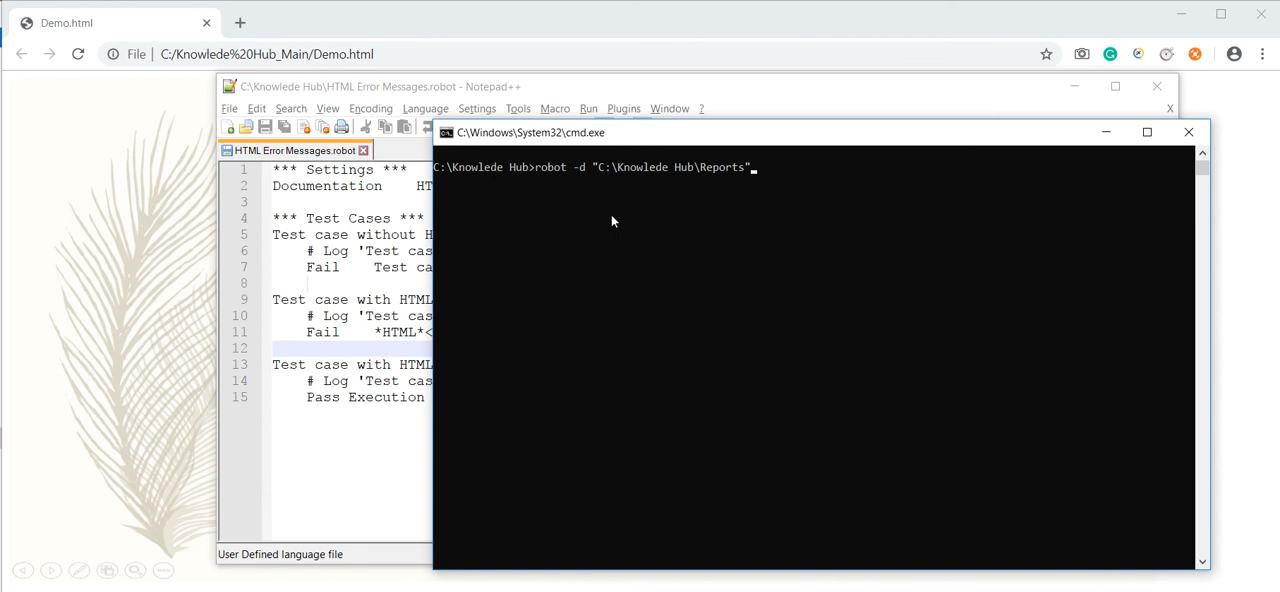 Demo.html
File | C:/Knowlede%20Hub_Main/Demo.html
C:\Knowlede Hub\HTML Error Messages.robot - Notepad++
File Edit Search View Encoding Language Settings Tools Macro Run Plugins Window ? X
HTML Error Messages.robot
C:\Windows\System32\cmd.exe
C:\Knowlede Hub>robot -d "C:\Knowlede Hub\Reports"
1 *** Settings ***
2 Documentation HT
3
4 *** Test Cases ***
5 Test case without H
6 # Log 'Test cas
7 Fail Test ca
8
9 Test case with HTML
10 # Log 'Test cas
11 Fail *HTML*<
12
13 Test case with HTML
14 # Log 'Test cas
15 Pass Execution
User Defined language file